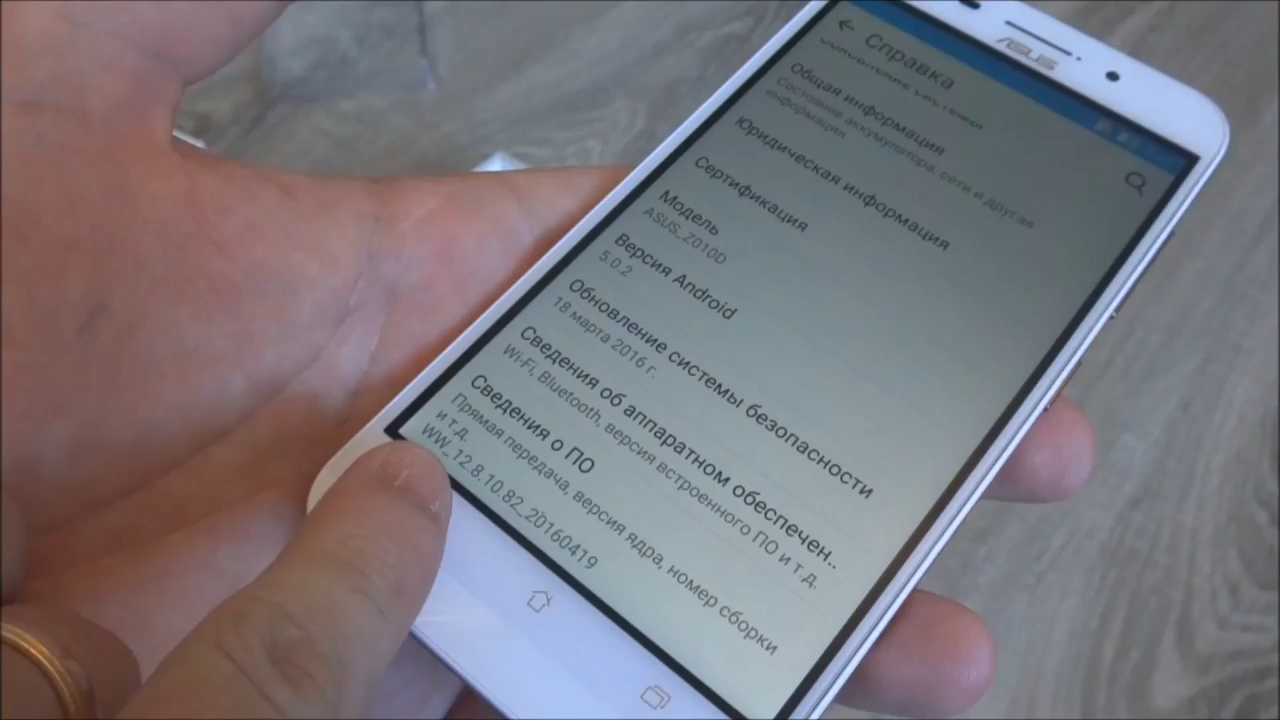 ASUS
Справка
Общая информация
Состояние аккумулятора, сети и другая
информация
Юридическая информация
Сертификация
Модель
ASUS_Z010D
Версия Android
5.0.2
Обновление системы безопасности
18 марта 2016 г.
Сведения об аппаратном обеспечен..
Wi-Fi, Bluetooth, версия встроенного ПО и т.д.
Сведения о ПО
Прямая передача, версия ядра, номер сборки
и т.д.
WW_12.8.10.82_20160419